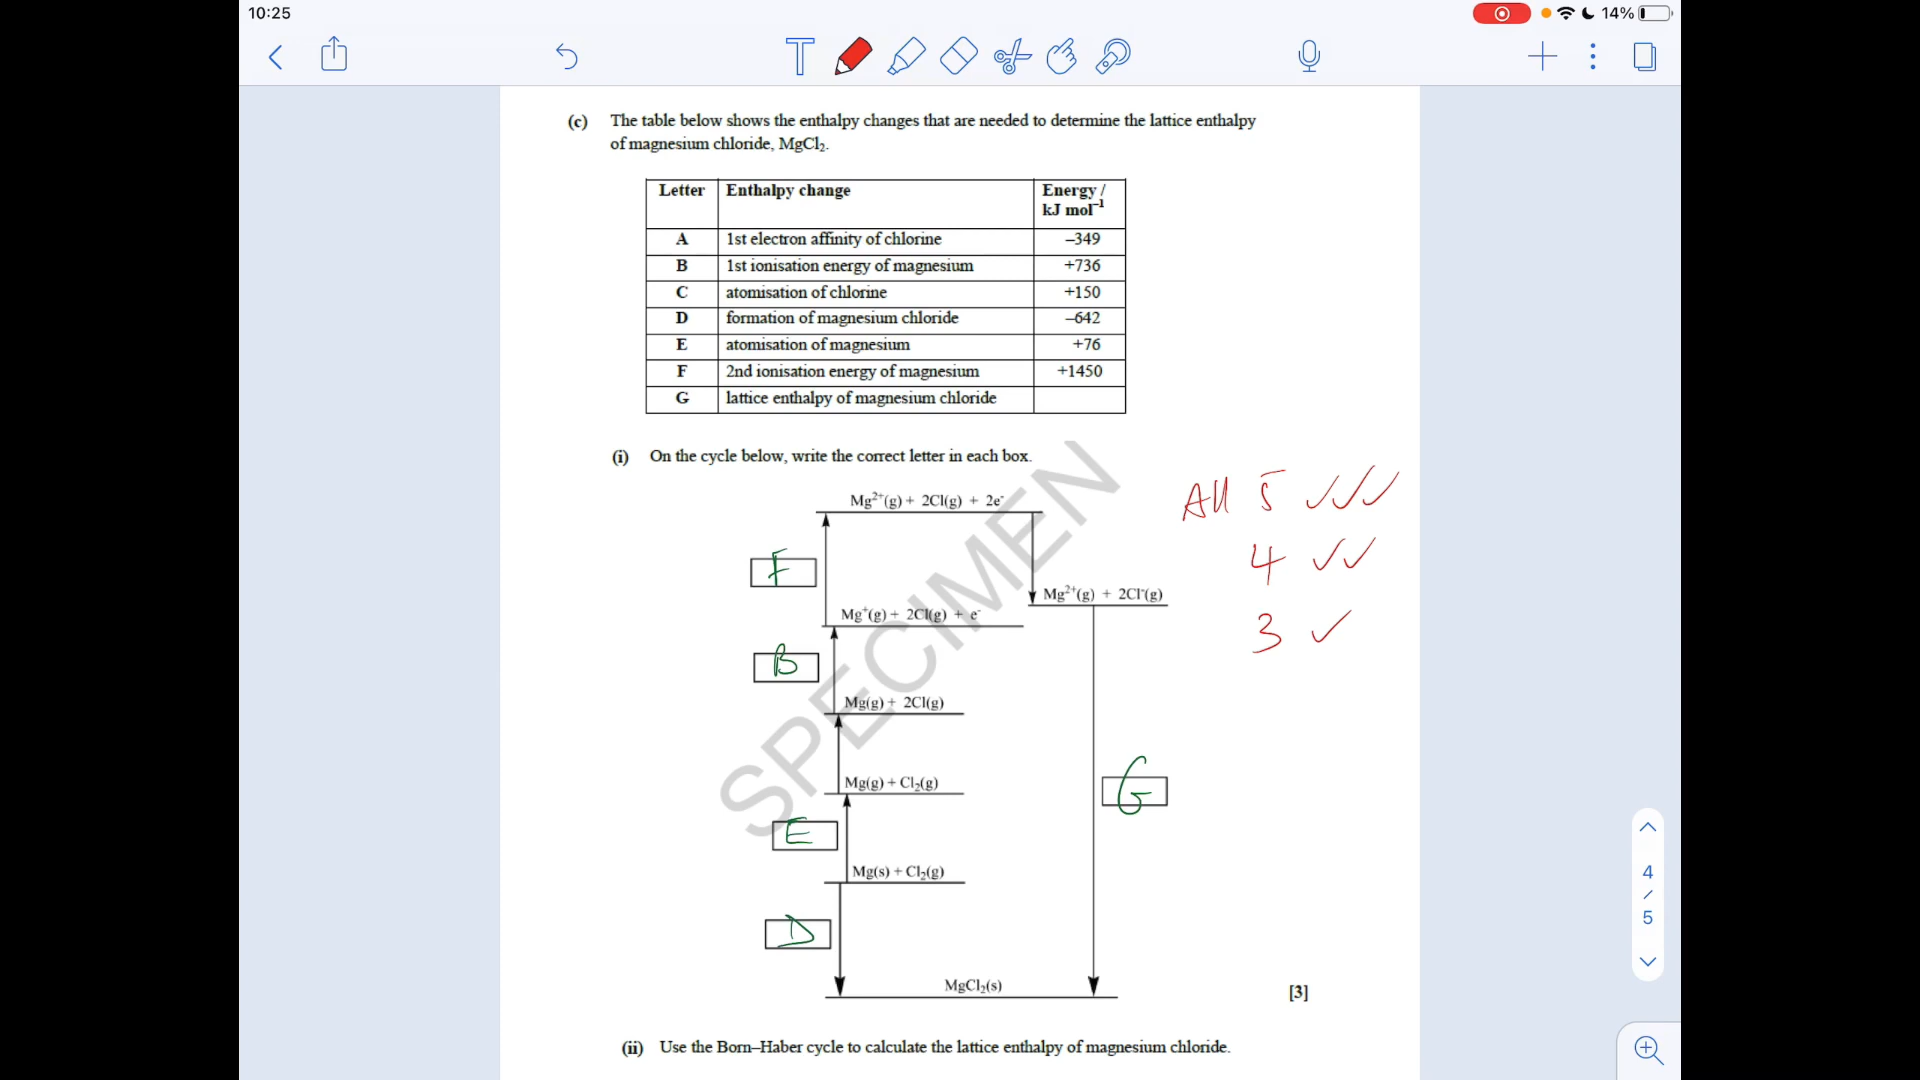 10:25
14%
T
(c) The table below shows the enthalpy changes that are needed to determine the lattice enthalpy
of magnesium chloride, MgCl₂.
Letter Enthalpy change Energy /
kJ mol⁻¹
A 1st electron affinity of chlorine –349
B 1st ionisation energy of magnesium +736
C atomisation of chlorine +150
D formation of magnesium chloride –642
E atomisation of magnesium +76
F 2nd ionisation energy of magnesium +1450
G lattice enthalpy of magnesium chloride
(i) On the cycle below, write the correct letter in each box.
SPECIMEN
Mg²⁺(g) + 2Cl(g) + 2e⁻
All 5 ✓✓✓
F
4 ✓✓
Mg²⁺(g) + 2Cl⁻(g)
Mg⁺(g) + 2Cl(g) + e⁻
3 ✓
B
Mg(g) + 2Cl(g)
Mg(g) + Cl₂(g)
G
E
Mg(s) + Cl₂(g)
D
MgCl₂(s)
[3]
4
/
5
(ii) Use the Born–Haber cycle to calculate the lattice enthalpy of magnesium chloride.